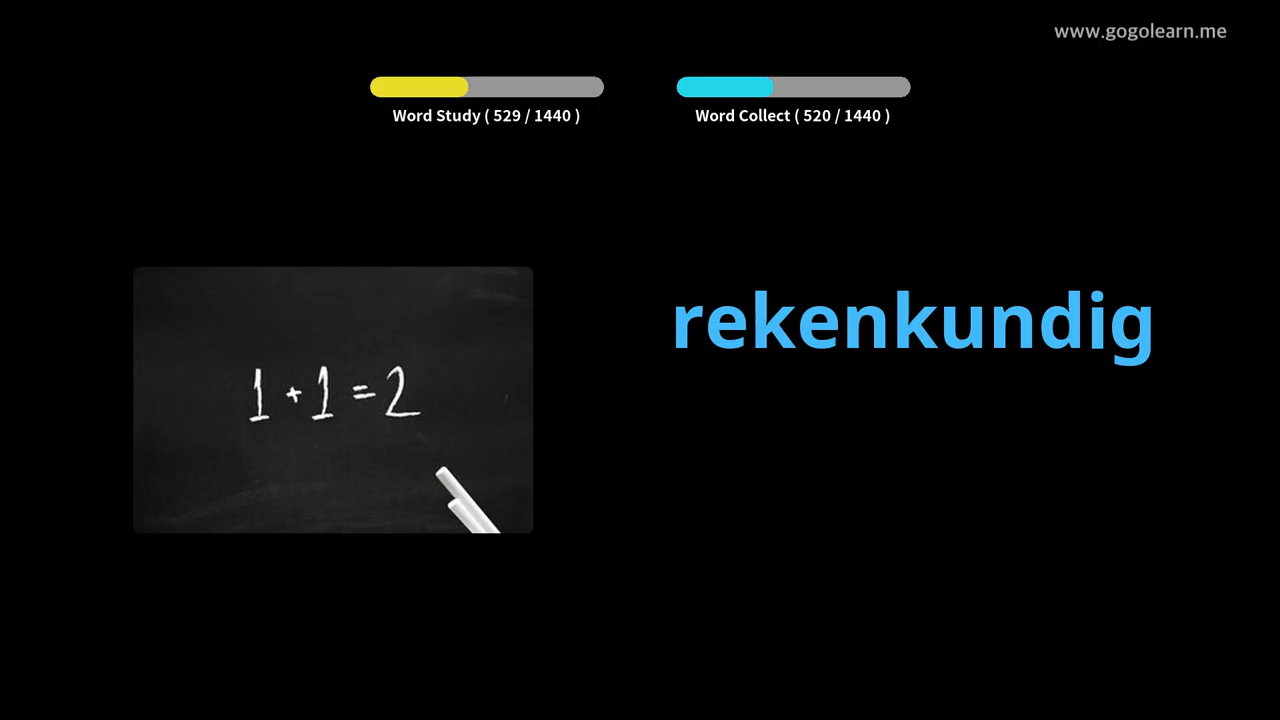 www.gogolearn.me
Word Study ( 529 / 1440 )
Word Collect ( 520 / 1440 )
rekenkundig
1 + 1 = 2